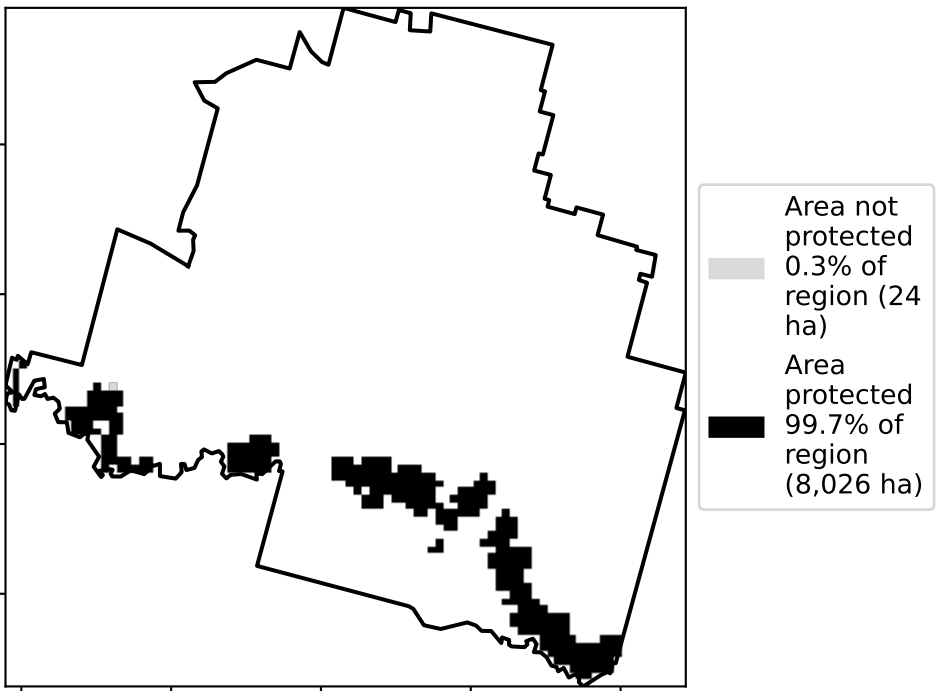 Area not
protected
0.3% of
region (24
ha)
Area
protected
99.7% of
region
(8,026 ha)